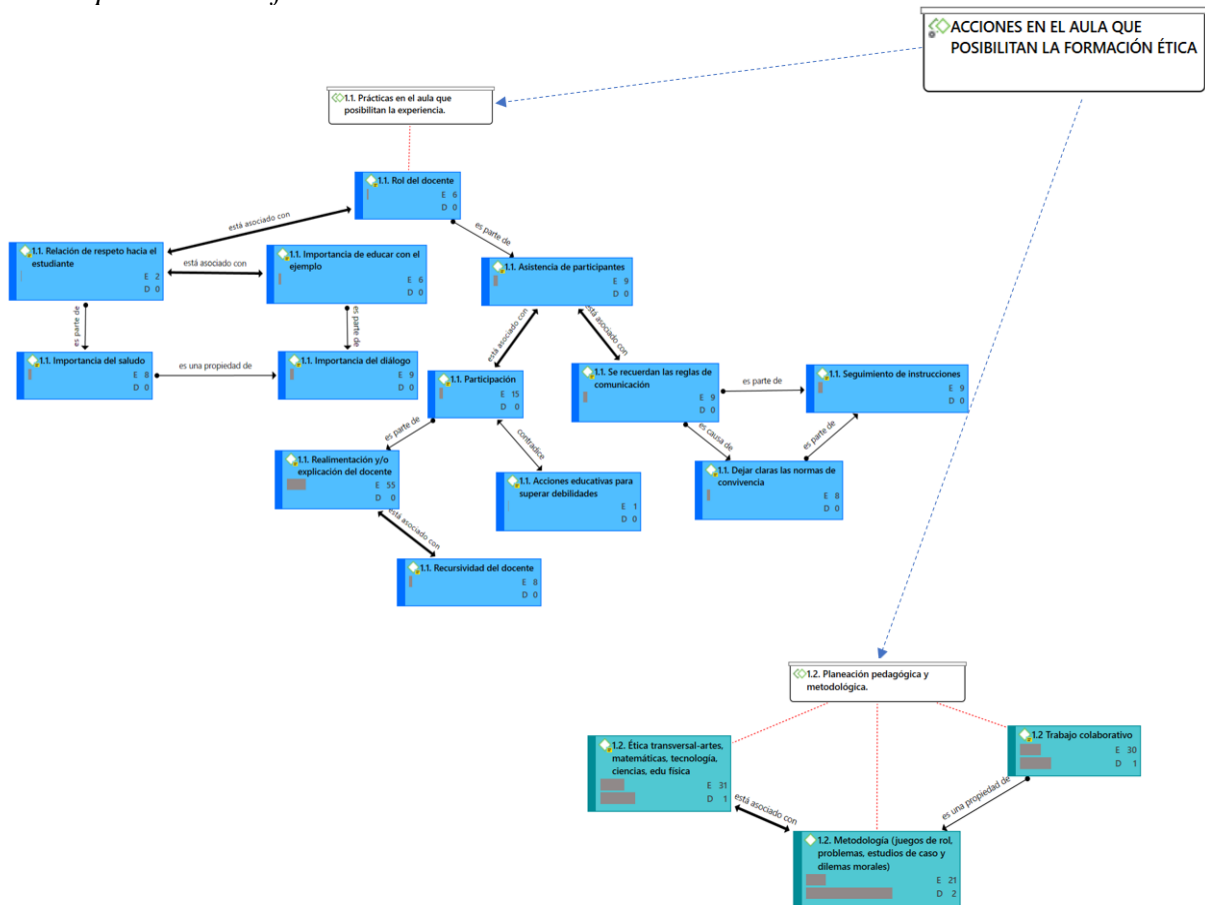 ACCIONES EN EL AULA QUE
POSIBILITAN LA FORMACIÓN ÉTICA
1.1. Prácticas en el aula que
posibilitan la experiencia.
1.1. Rol del docente
E 6
D 0
está asociado con
es parte de
1.1. Relación de respeto hacia el
estudiante
E 2
D 0
está asociado con
1.1. Importancia de educar con el
ejemplo
E 6
D 0
1.1. Asistencia de participantes
E 9
D 0
es parte de
es parte de
está asociado con
está asociado con
1.1. Importancia del saludo
E 8
D 0
es una propiedad de
1.1. Importancia del diálogo
E 9
D 0
1.1. Participación
E 15
D 0
1.1. Se recuerdan las reglas de
comunicación
E 9
D 0
es parte de
1.1. Seguimiento de instrucciones
E 9
D 0
es parte de
contradice
es causa de
es parte de
1.1. Realimentación y/o
explicación del docente
E 55
D 0
1.1. Acciones educativas para
superar debilidades
E 1
D 0
1.1. Dejar claras las normas de
convivencia
E 8
D 0
está asociado con
1.1. Recursividad del docente
E 8
D 0
1.2. Planeación pedagógica y
metodológica.
1.2. Ética transversal-artes,
matemáticas, tecnología,
ciencias, edu física
E 31
D 1
1.2 Trabajo colaborativo
E 30
D 1
está asociado con
es una propiedad de
1.2. Metodología (juegos de rol,
problemas, estudios de caso y
dilemas morales)
E 21
D 2